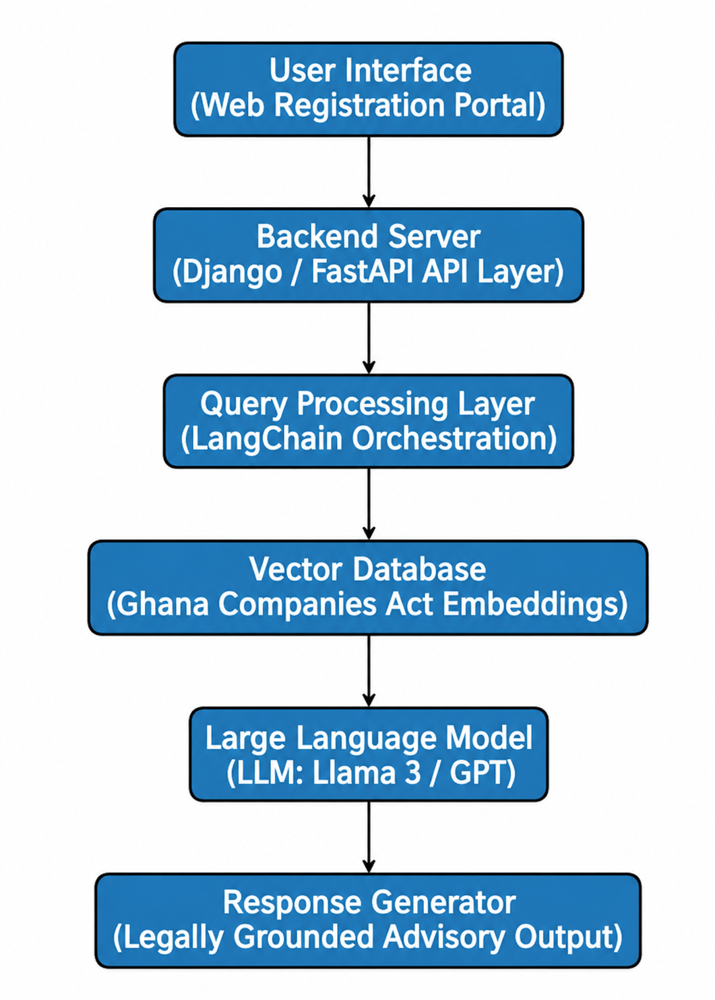 User Interface
(Web Registration Portal)
Backend Server
(Django / FastAPI API Layer)
Query Processing Layer
(LangChain Orchestration)
Vector Database
(Ghana Companies Act Embeddings)
Large Language Model
(LLM: Llama 3 / GPT)
Response Generator
(Legally Grounded Advisory Output)